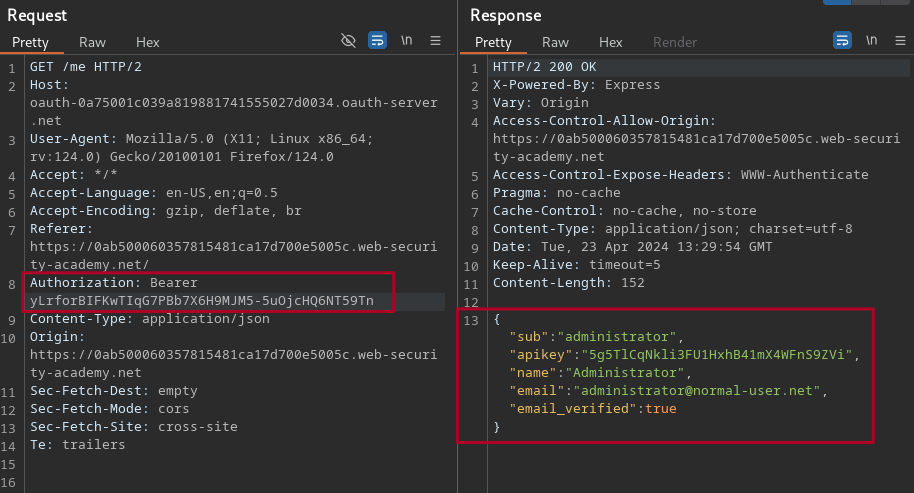 Request
Pretty Raw Hex \n
1 GET /me HTTP/2
2 Host:
oauth-0a75001c039a819881741555027d0034.oauth-server
.net
3 User-Agent: Mozilla/5.0 (X11; Linux x86_64;
rv:124.0) Gecko/20100101 Firefox/124.0
4 Accept: */*
5 Accept-Language: en-US,en;q=0.5
6 Accept-Encoding: gzip, deflate, br
7 Referer:
https://0ab500060357815481ca17d700e5005c.web-securi
ty-academy.net/
8 Authorization: Bearer
yLrforBIFKwTIqG7PBb7X6H9MJM5-5uOjcHQ6NT59Tn
9 Content-Type: application/json
10 Origin:
https://0ab500060357815481ca17d700e5005c.web-securi
ty-academy.net
11 Sec-Fetch-Dest: empty
12 Sec-Fetch-Mode: cors
13 Sec-Fetch-Site: cross-site
14 Te: trailers
15
16
Response
Pretty Raw Hex Render \n
1 HTTP/2 200 OK
2 X-Powered-By: Express
3 Vary: Origin
4 Access-Control-Allow-Origin:
https://0ab500060357815481ca17d700e5005c.web-securi
ty-academy.net
5 Access-Control-Expose-Headers: WWW-Authenticate
6 Pragma: no-cache
7 Cache-Control: no-cache, no-store
8 Content-Type: application/json; charset=utf-8
9 Date: Tue, 23 Apr 2024 13:29:54 GMT
10 Keep-Alive: timeout=5
11 Content-Length: 152
12
13 {
"sub":"administrator",
"apikey":"5g5TlCqNkli3FU1HxhB41mX4WFnS9ZVi",
"name":"Administrator",
"email":"administrator@normal-user.net",
"email_verified":true
}